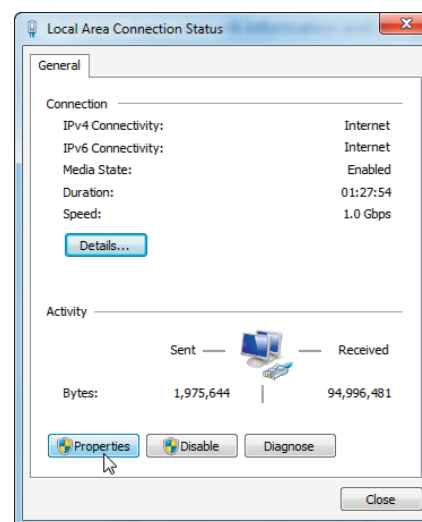 Local Area Connection Status
General
Connection
IPv4 Connectivity: Internet
IPv6 Connectivity: Internet
Media State: Enabled
Duration: 01:27:54
Speed: 1.0 Gbps
Details...
Activity
Sent Received
Bytes: 1,975,644 94,996,481
Properties Disable Diagnose
Close